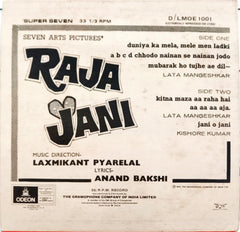 SUPER SEVEN 33 1/3 RPM
D/LMOE 1001
SEVEN ARTS PICTURES'
RAJA
JANI
MUSIC DIRECTION-
LAXMIKANT PYARELAL
LYRICS-
ANAND BAKSHI
SIDE ONE
duniya ka mela, mele men ladki
a b c d chhodo nainan se nainan jodo
mubarak ho tujhe ae dil-
LATA MANGESHKAR
SIDE TWO
kitna maza aa raha hai
aa aa aa aja.
LATA MANGESHKAR
jani o jani
KISHORE KUMAR
ODEON
THE GRAMOPHONE COMPANY OF INDIA LIMITED